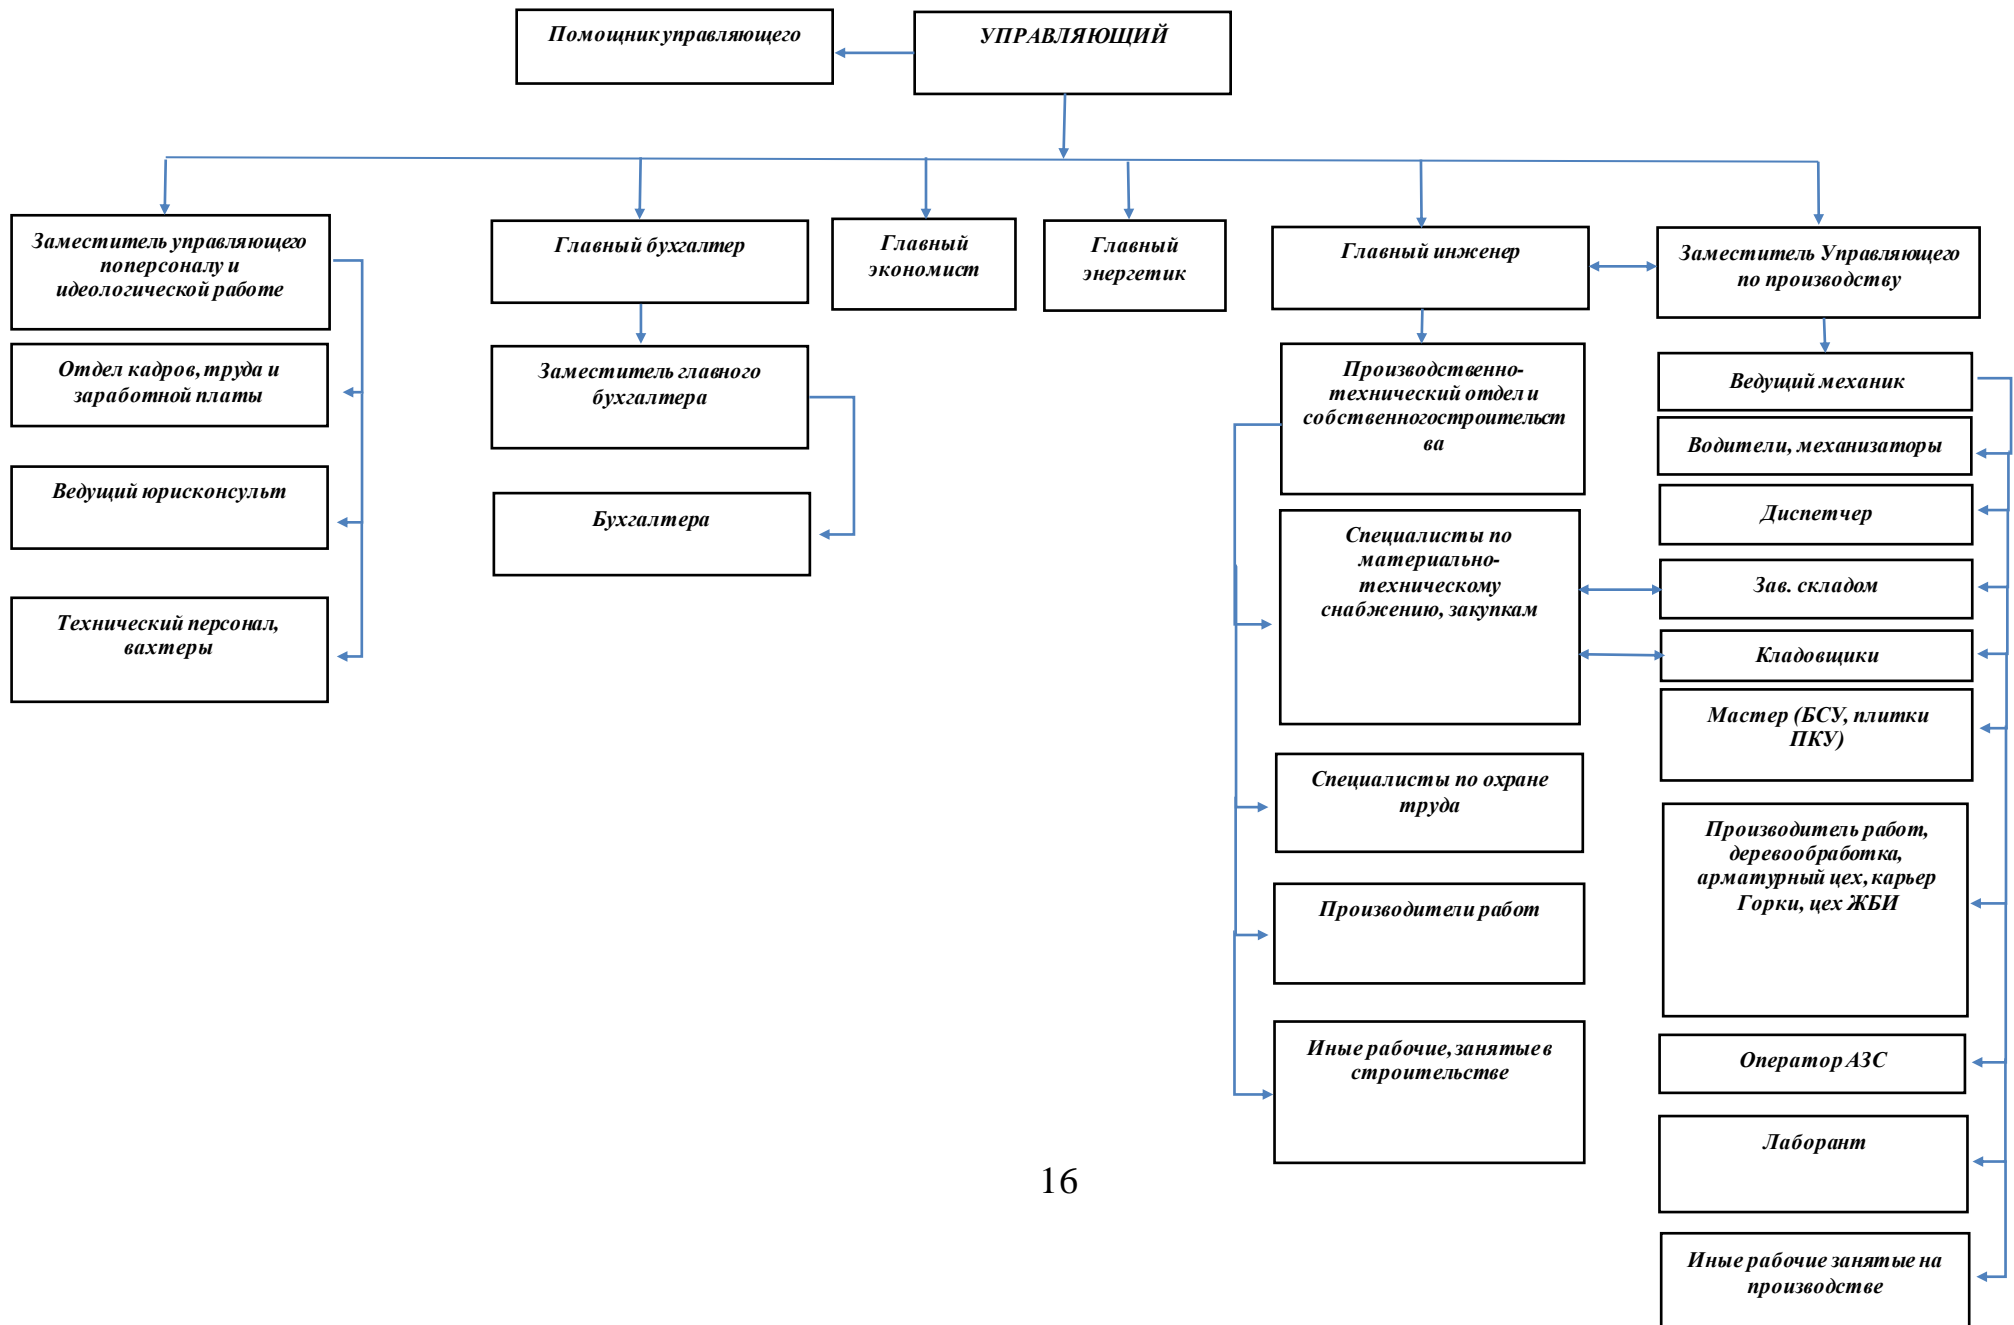 Помощник управляющего
УПРАВЛЯЮЩИЙ
Заместитель управляющего
поперсоналу и
идеологической работе
Главный бухгалтер
Главный
экономист
Главный
энергетик
Главный инженер
Заместитель Управляющего
по производству
Отдел кадров, труда и
заработной платы
Ведущий юрисконсульт
Технический персонал,
вахтеры
Заместитель главного
бухгалтера
Бухгалтера
Производственно-
технический отдел и
собственногостроительст
ва
Специалисты по
материально-
техническому
снабжению, закупкам
Специалисты по охране
труда
Производители работ
Иные рабочие, занятые в
строительстве
Ведущий механик
Водители, механизаторы
Диспетчер
Зав. складом
Кладовщики
Мастер (БСУ, плитки
ПКУ)
Производитель работ,
деревообработка,
арматурный цех, карьер
Горки, цех ЖБИ
Оператор АЗС
Лаборант
Иные рабочие занятые на
производстве
16